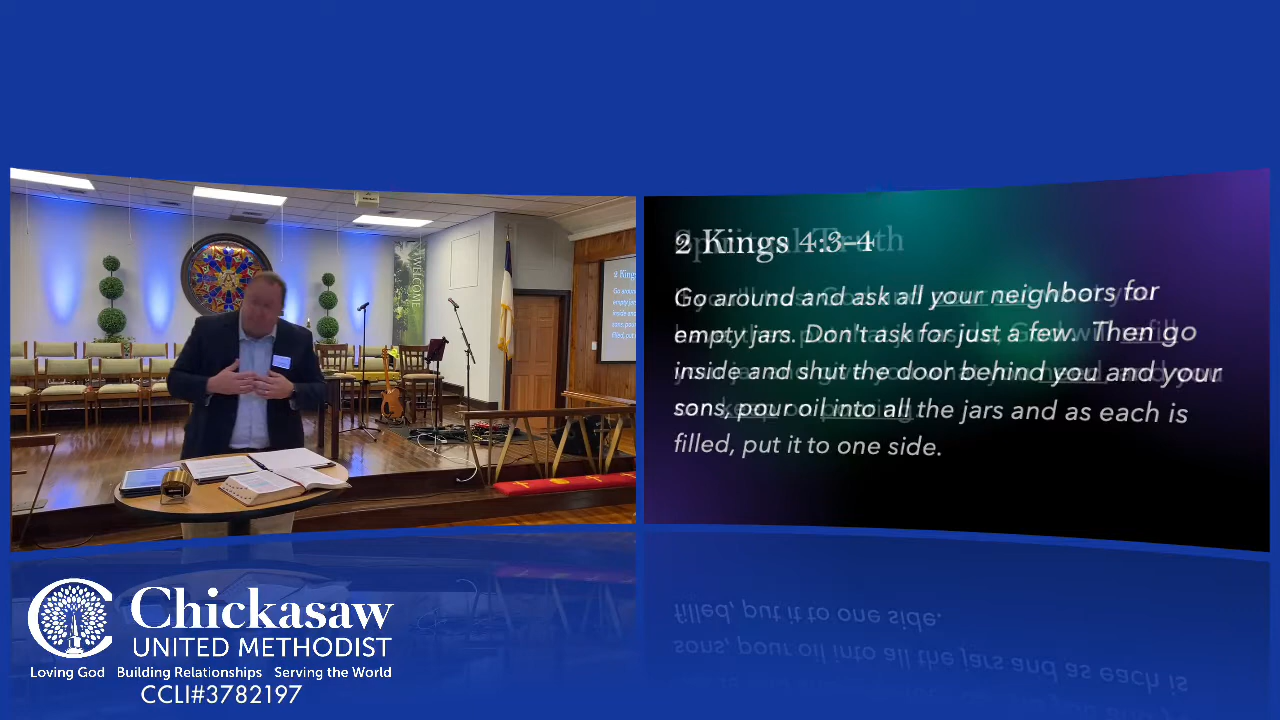 WELCOME
2 Kings 4:3–4
Go around and ask all your neighbors for
empty jars. Don't ask for just a few. Then go
inside and shut the door behind you and your
sons, pour oil into all the jars and as each is
filled, put it to one side.
Spiritual Truth
Chickasaw
UNITED METHODIST
Loving God Building Relationships Serving the World
CCLI#3782197